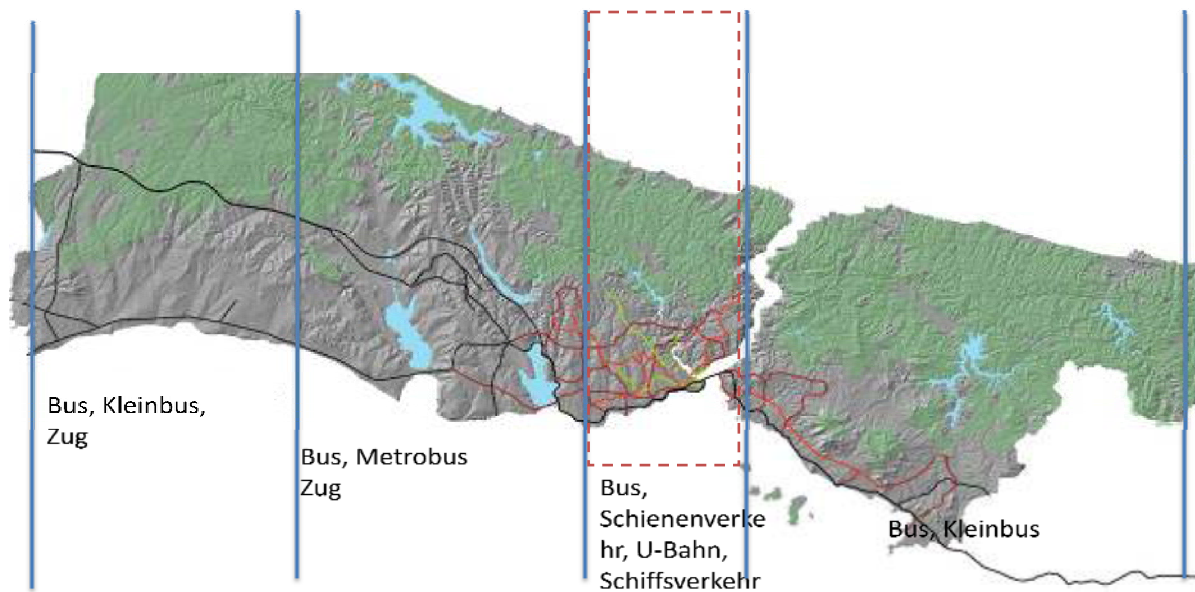 Bus, Kleinbus,
Zug
Bus, Metrobus
Zug
Bus,
Schienenverke
hr, U-Bahn,
Schiffsverkehr
Bus, Kleinbus